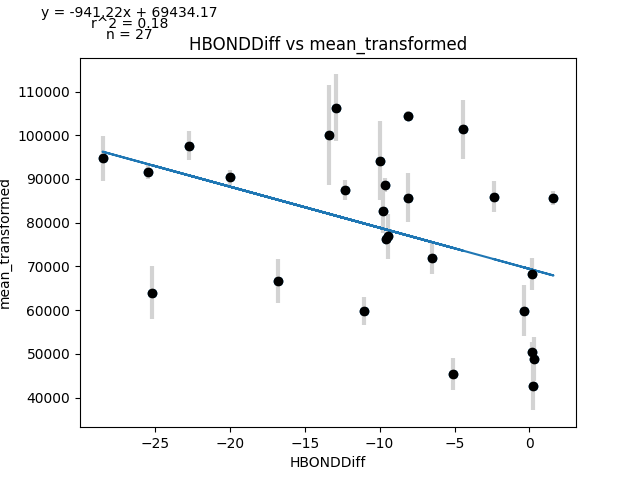 y = -941.22x + 69434.17
r^2 = 0.18
n = 27
HBONDDiff vs mean_transformed
110000
100000
90000
80000
70000
60000
50000
40000
mean_transformed
−25
−20
−15
−10
−5
0
HBONDDiff